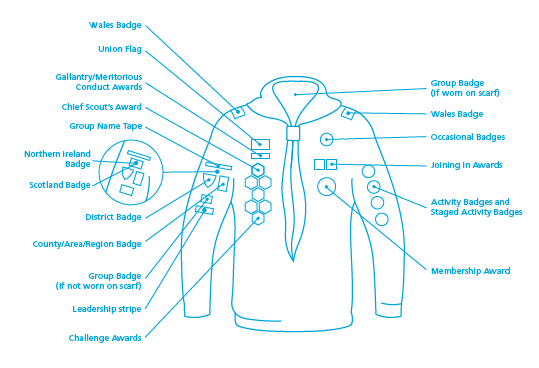 Wales Badge
Union Flag
Gallantry/Meritorious
Conduct Awards
Chief Scout's Award
Group Name Tape
Northern Ireland
Badge
Scotland Badge
District Badge
County/Area/Region Badge
Group Badge
(If not worn on scarf)
Leadership stripe
Challenge Awards
Group Badge
(If worn on scarf)
Wales Badge
Occasional Badges
Joining In Awards
Activity Badges and
Staged Activity Badges
Membership Award